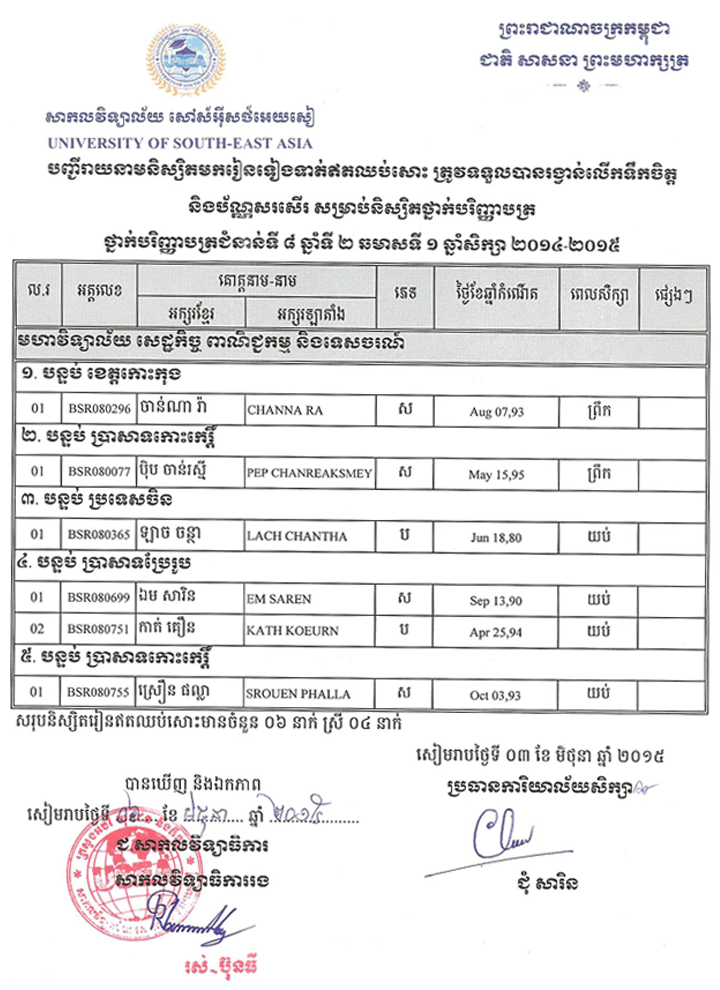 ព្រះរាជាណាចក្រកម្ពុជា
ជាតិ សាសនា ព្រះមហាក្សត្រ
សាកលវិទ្យាល័យ សៅស៍អ៊ីសថ៍អេយសៀ
UNIVERSITY OF SOUTH-EAST ASIA
បញ្ជីរាយនាមនិស្សិតមករៀនទៀងទាត់ឥតឈប់សោះ ត្រូវទទួលបានរង្វាន់លើកទឹកចិត្ត
និងប័ណ្ណសរសើរ សម្រាប់និស្សិតថ្នាក់បរិញ្ញាបត្រ
ថ្នាក់បរិញ្ញាបត្រជំនាន់ទី ៨ ឆ្នាំទី ២ ឆមាសទី ១ ឆ្នាំសិក្សា ២០១៤-២០១៥
ល.រ អត្តលេខ គោត្តនាម-នាម ភេទ ថ្ងៃខែឆ្នាំកំណើត ពេលសិក្សា ផ្សេងៗ
អក្សរខ្មែរ អក្សរឡាតាំង
មហាវិទ្យាល័យ សេដ្ឋកិច្ច ពាណិជ្ជកម្ម និងទេសចរណ៍
១. បន្ទប់ ខេត្តកោះកុង
01 BSR080296 ចាន់ណា រ៉ា CHANNA RA ស Aug 07,93 ព្រឹក
២. បន្ទប់ ប្រាសាទកោះកេរ្តិ៍
01 BSR080077 ប៉ិប ចាន់រស្មី PEP CHANREAKSMEY ស May 15,95 ព្រឹក
៣. បន្ទប់ ប្រទេសចិន
01 BSR080365 ឡាច ចន្ថា LACH CHANTHA ប Jun 18,80 យប់
៤. បន្ទប់ ប្រាសាទប្រែរូប
01 BSR080699 ឯម សារិន EM SAREN ស Sep 13,90 យប់
02 BSR080751 កាត់ គឿន KATH KOEURN ប Apr 25,94 យប់
៥. បន្ទប់ ប្រាសាទកោះកេរ្តិ៍
01 BSR080755 ស្រឿន ផល្លា SROUEN PHALLA ស Oct 03,93 យប់
សរុបនិស្សិតរៀនឥតឈប់សោះមានចំនួន ០៦ នាក់ ស្រី ០៤ នាក់
សៀមរាបថ្ងៃទី ០៣ ខែ មិថុនា ឆ្នាំ ២០១៥
បានឃើញ និងឯកភាព
ប្រធានការិយាល័យសិក្សា
សៀមរាបថ្ងៃទី ខែ មិថុនា ឆ្នាំ ២០១៥
ជ.សាកលវិទ្យាធិការ
សាកលវិទ្យាធិការរង
ជុំ សារិន
រស់ ប៊ុនធី